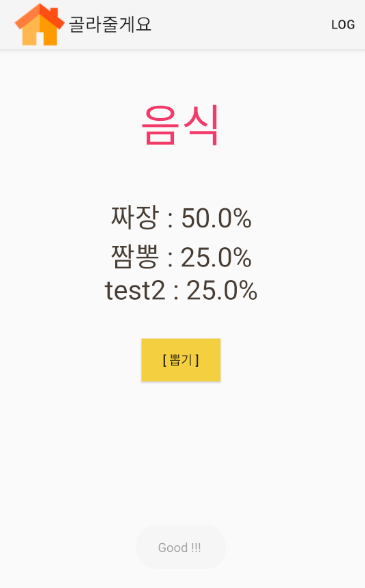 골라줄게요 LOG
음식
짜장 : 50.0%
짬뽕 : 25.0%
test2 : 25.0%
[ 뽑기 ]
Good !!!